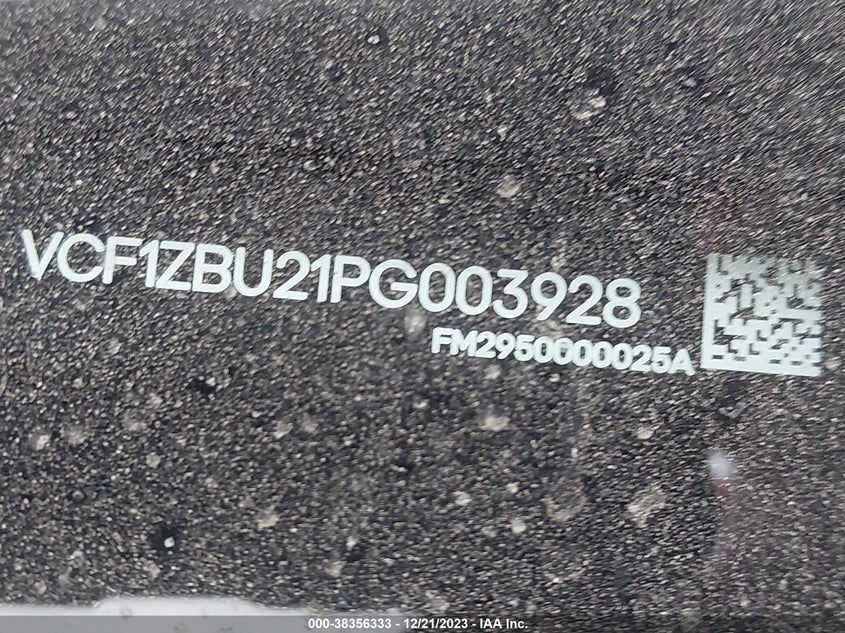 VCF1ZBU21PG003928
FM2950000025A
000-38356333 - 12/21/2023 - IAA Inc.